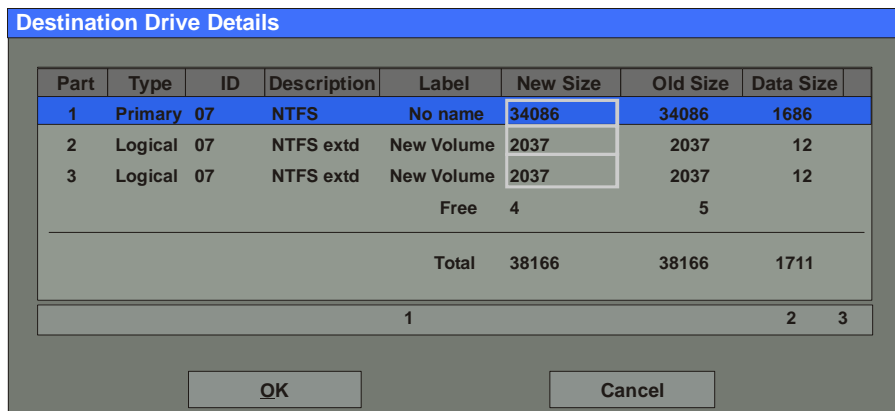 Destination Drive Details
Part Type ID Description Label New Size Old Size Data Size
1 Primary 07 NTFS No name 34086 34086 1686
2 Logical 07 NTFS extd New Volume 2037 2037 12
3 Logical 07 NTFS extd New Volume 2037 2037 12
Free 4 5
Total 38166 38166 1711
1 2 3
OK Cancel